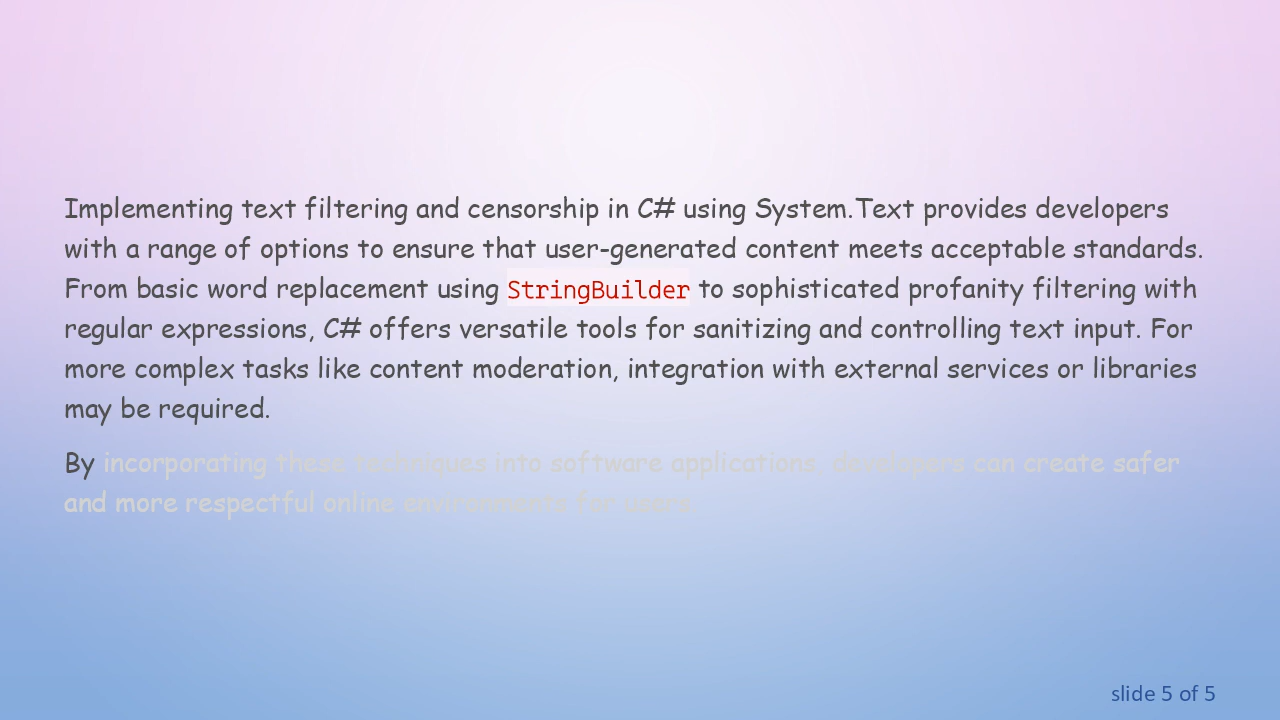 Implementing text filtering and censorship in C# using System.Text provides developers
with a range of options to ensure that user-generated content meets acceptable standards.
From basic word replacement using StringBuilder to sophisticated profanity filtering with
regular expressions, C# offers versatile tools for sanitizing and controlling text input. For
more complex tasks like content moderation, integration with external services or libraries
may be required.
By incorporating these techniques into software applications, developers can create safer
and more respectful online environments for users.
slide 5 of 5